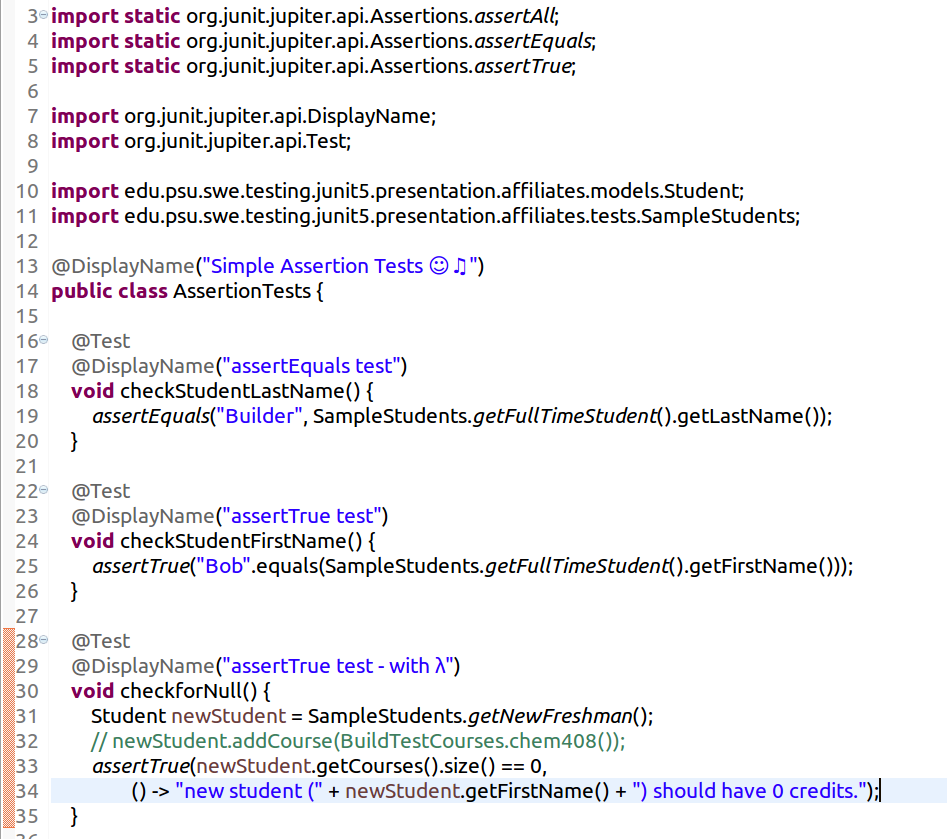 3 import static org.junit.jupiter.api.Assertions.assertAll;
4 import static org.junit.jupiter.api.Assertions.assertEquals;
5 import static org.junit.jupiter.api.Assertions.assertTrue;
6
7 import org.junit.jupiter.api.DisplayName;
8 import org.junit.jupiter.api.Test;
9
10 import edu.psu.swe.testing.junit5.presentation.affiliates.models.Student;
11 import edu.psu.swe.testing.junit5.presentation.affiliates.tests.SampleStudents;
12
13 @DisplayName("Simple Assertion Tests ☺ ♫")
14 public class AssertionTests {
15
16 @Test
17 @DisplayName("assertEquals test")
18 void checkStudentLastName() {
19 assertEquals("Builder", SampleStudents.getFullTimeStudent().getLastName());
20 }
21
22 @Test
23 @DisplayName("assertTrue test")
24 void checkStudentFirstName() {
25 assertTrue("Bob".equals(SampleStudents.getFullTimeStudent().getFirstName()));
26 }
27
28 @Test
29 @DisplayName("assertTrue test - with λ")
30 void checkforNull() {
31 Student newStudent = SampleStudents.getNewFreshman();
32 // newStudent.addCourse(BuildTestCourses.chem408());
33 assertTrue(newStudent.getCourses().size() == 0,
34 () -> "new student (" + newStudent.getFirstName() + ") should have 0 credits.");
35 }